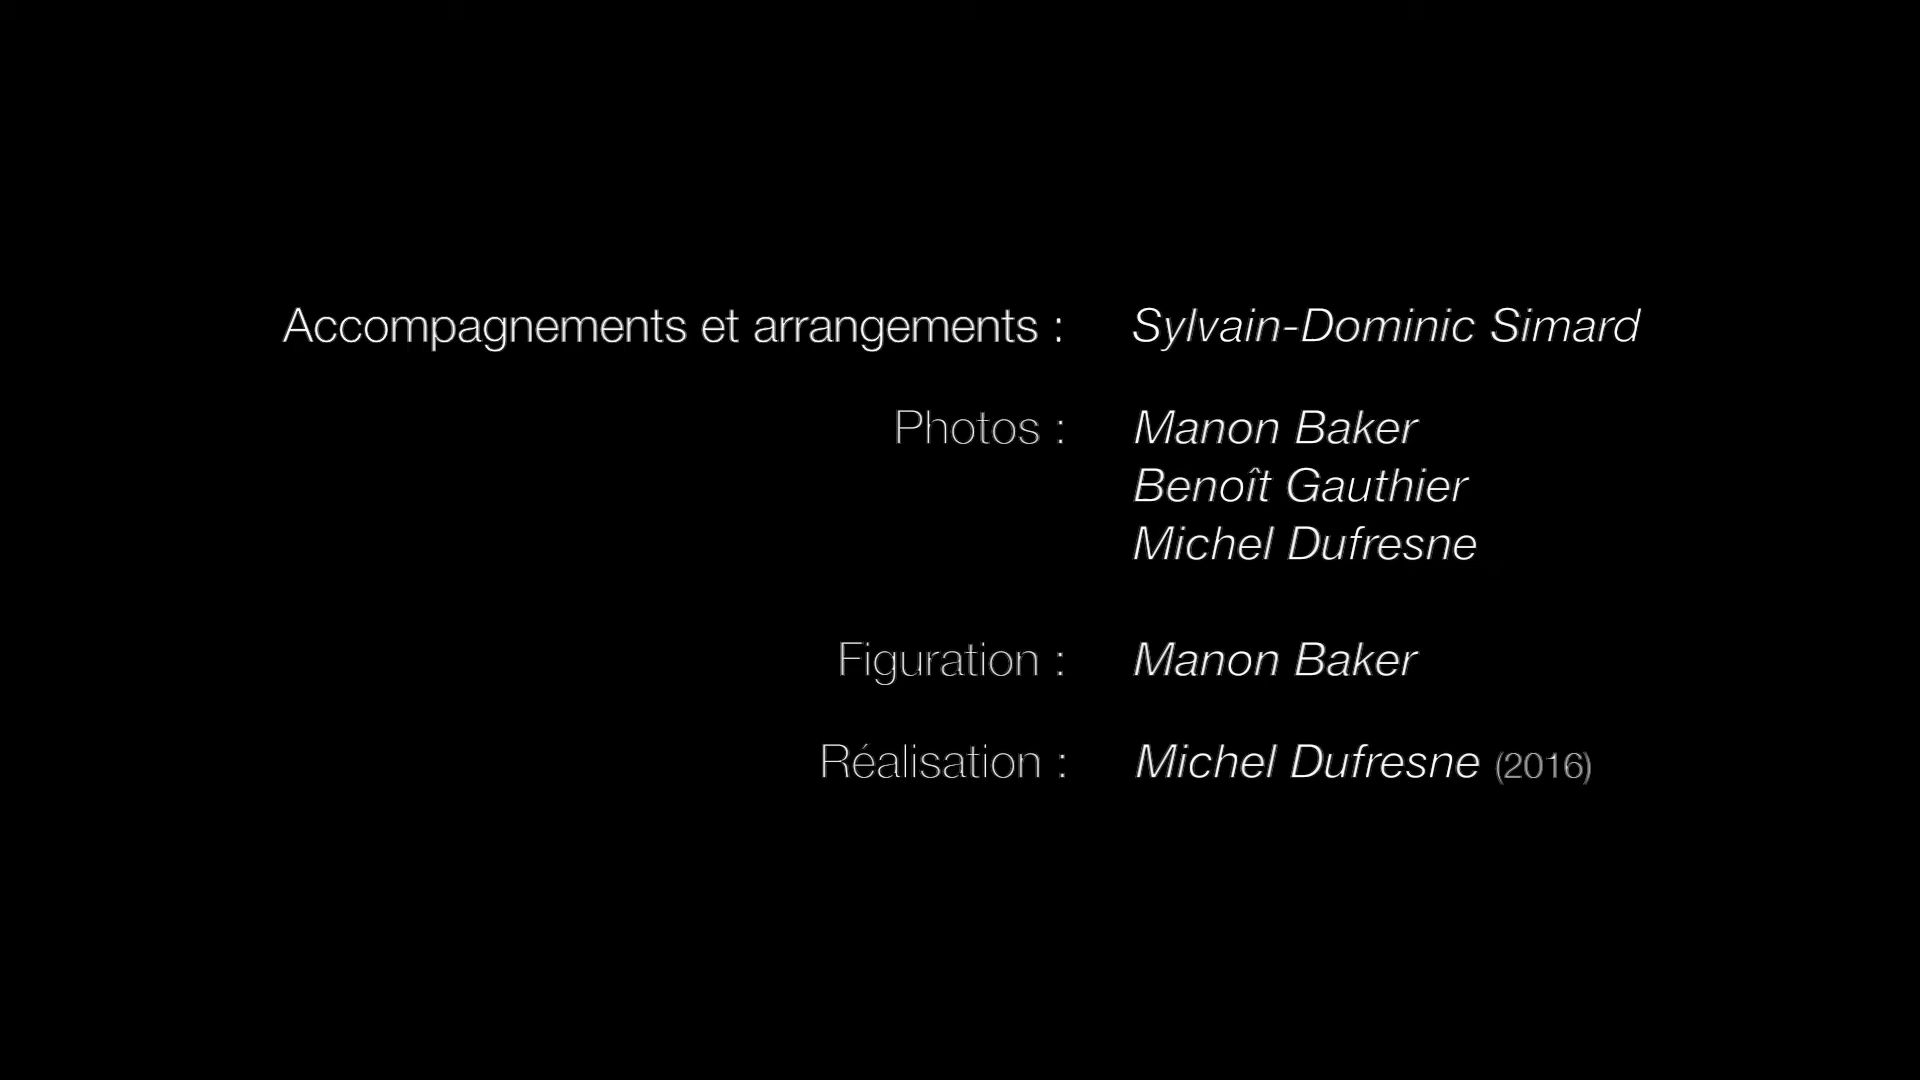 Accompagnements et arrangements : Sylvain-Dominic Simard
Photos : Manon Baker
Benoît Gauthier
Michel Dufresne
Figuration : Manon Baker
Réalisation : Michel Dufresne (2016)